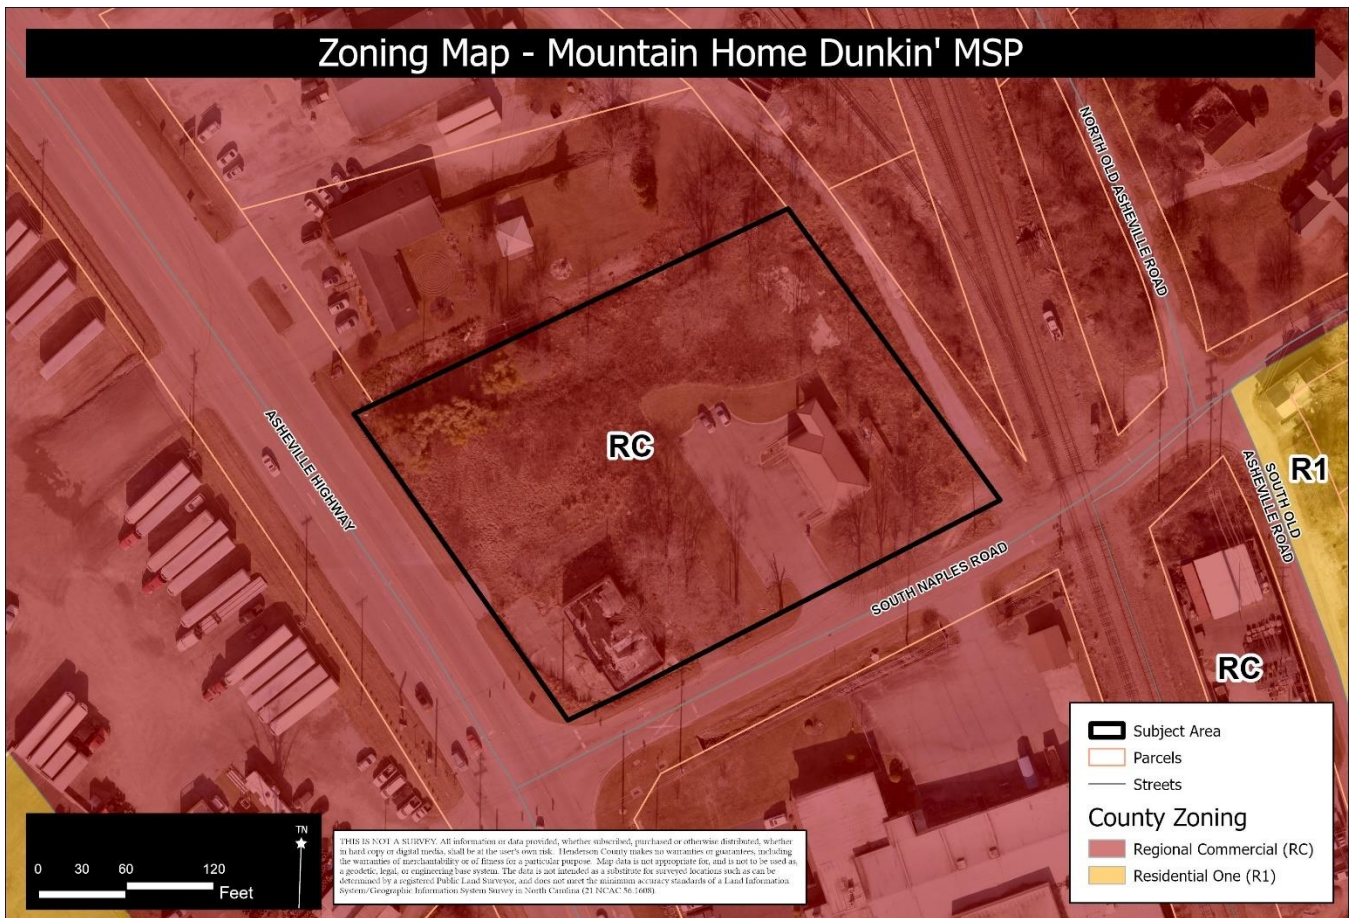 Zoning Map - Mountain Home Dunkin' MSP
NORTH OLD ASHEVILLE ROAD
ASHEVILLE HIGHWAY
RC
R1
SOUTH OLD
ASHEVILLE ROAD
SOUTH NAPLES ROAD
RC
Subject Area
Parcels
Streets
County Zoning
Regional Commercial (RC)
Residential One (R1)
TN
0 30 60 120
Feet
THIS IS NOT A SURVEY. All information or data provided, whether subscribed, purchased or otherwise distributed, whether
in hard copy or digital media, shall be at the user's own risk. Henderson County makes no warranties or guarantees, including
the warranties of merchantability or of fitness for a particular purpose. Map data is not appropriate for, and is not to be used as,
a geodetic, legal, or engineering base system. The data is not intended as a substitute for surveyed locations such as can be
determined by a registered Public Land Surveyor, and does not meet the minimum accuracy standards of a Land Information
System/Geographic Information System Survey in North Carolina (21 NCAC 56.1608).